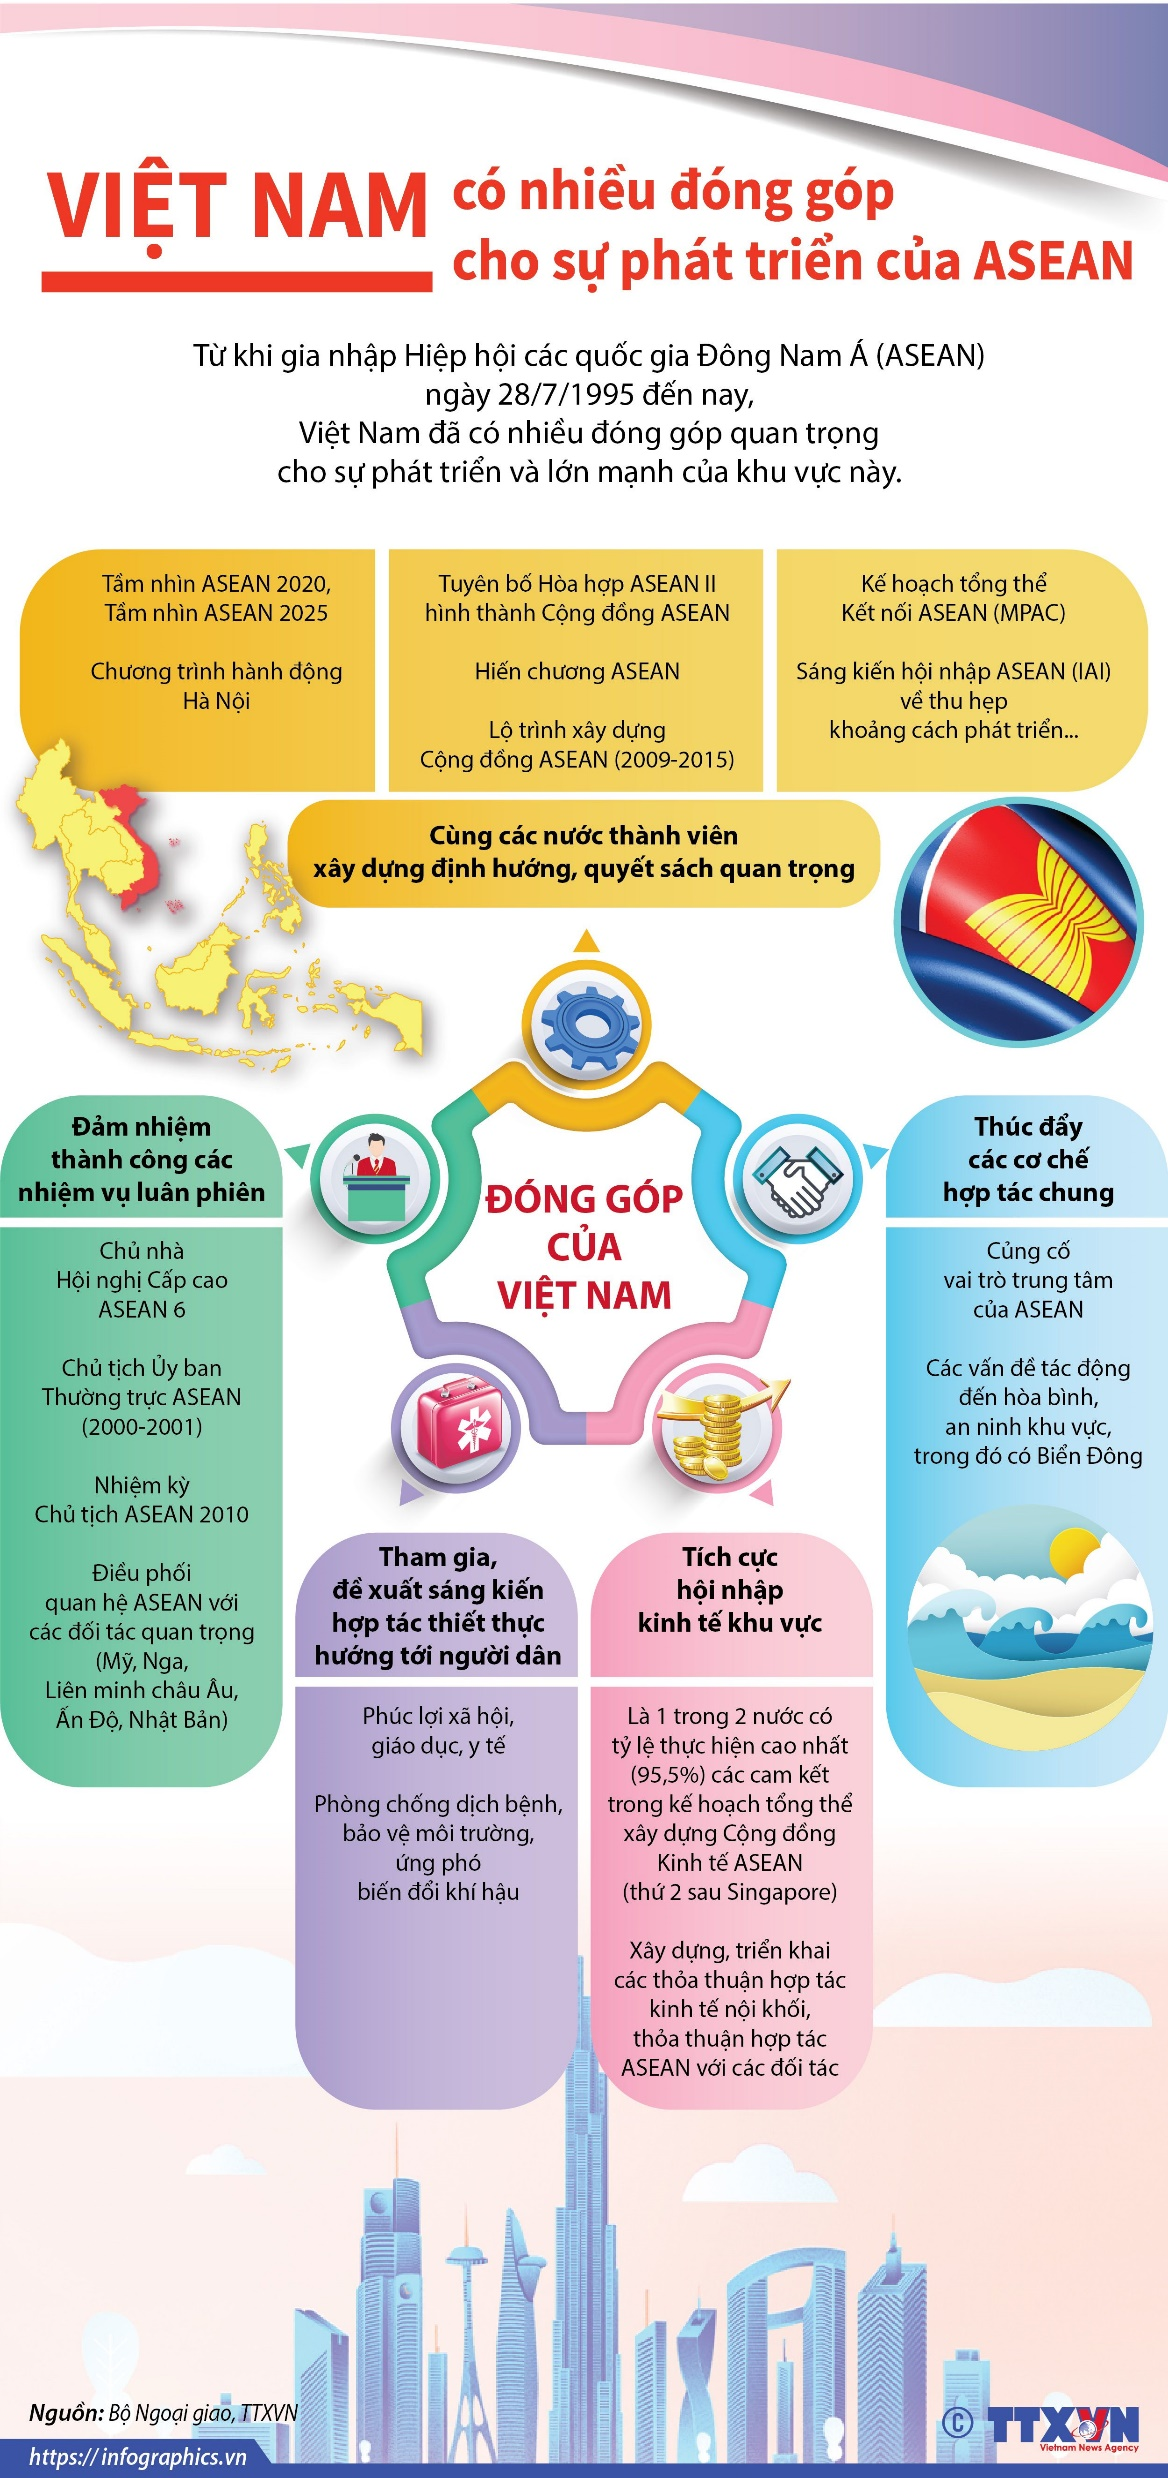 VIỆT NAM
có nhiều đóng góp
cho sự phát triển của ASEAN
Từ khi gia nhập Hiệp hội các quốc gia Đông Nam Á (ASEAN)
ngày 28/7/1995 đến nay,
Việt Nam đã có nhiều đóng góp quan trọng
cho sự phát triển và lớn mạnh của khu vực này.
Tầm nhìn ASEAN 2020,
Tầm nhìn ASEAN 2025
Chương trình hành động
Hà Nội
Tuyên bố Hòa hợp ASEAN II
hình thành Cộng đồng ASEAN
Hiến chương ASEAN
Lộ trình xây dựng
Cộng đồng ASEAN (2009-2015)
Kế hoạch tổng thể
Kết nối ASEAN (MPAC)
Sáng kiến hội nhập ASEAN (IAI)
về thu hẹp
khoảng cách phát triển...
Cùng các nước thành viên
xây dựng định hướng, quyết sách quan trọng
ĐÓNG GÓP
CỦA
VIỆT NAM
Đảm nhiệm
thành công các
nhiệm vụ luân phiên
Chủ nhà
Hội nghị Cấp cao
ASEAN 6
Chủ tịch Ủy ban
Thường trực ASEAN
(2000-2001)
Nhiệm kỳ
Chủ tịch ASEAN 2010
Điều phối
quan hệ ASEAN với
các đối tác quan trọng
(Mỹ, Nga,
Liên minh châu Âu,
Ấn Độ, Nhật Bản)
Thúc đẩy
các cơ chế
hợp tác chung
Củng cố
vai trò trung tâm
của ASEAN
Các vấn đề tác động
đến hòa bình,
an ninh khu vực,
trong đó có Biển Đông
Tham gia,
đề xuất sáng kiến
hợp tác thiết thực
hướng tới người dân
Phúc lợi xã hội,
giáo dục, y tế
Phòng chống dịch bệnh,
bảo vệ môi trường,
ứng phó
biến đổi khí hậu
Tích cực
hội nhập
kinh tế khu vực
Là 1 trong 2 nước có
tỷ lệ thực hiện cao nhất
(95,5%) các cam kết
trong kế hoạch tổng thể
xây dựng Cộng đồng
Kinh tế ASEAN
(thứ 2 sau Singapore)
Xây dựng, triển khai
các thỏa thuận hợp tác
kinh tế nội khối,
thỏa thuận hợp tác
ASEAN với các đối tác
Nguồn: Bộ Ngoại giao, TTXVN
https://infographics.vn
© TTXVN
Vietnam News Agency